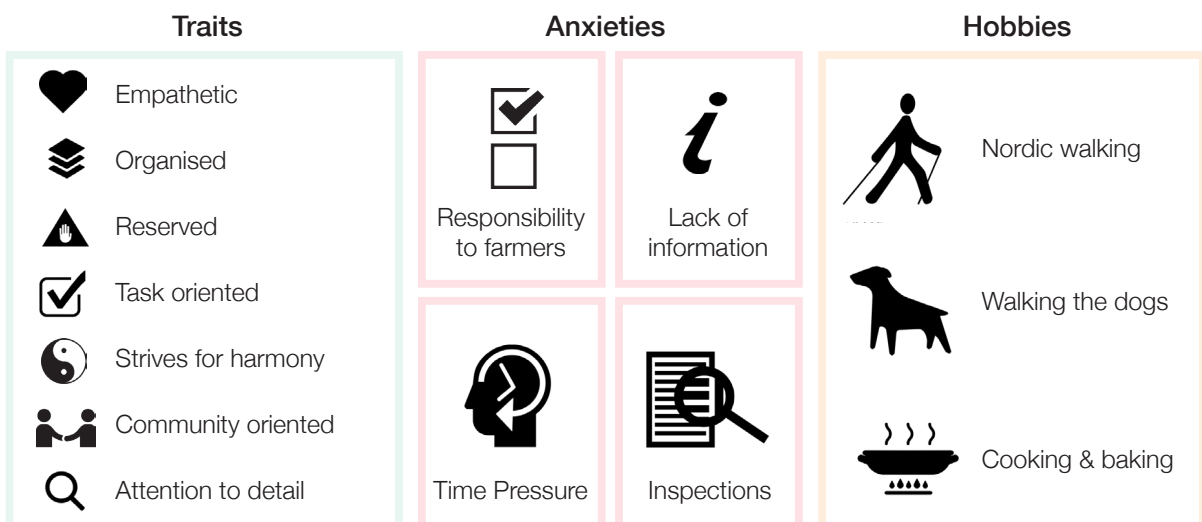 Traits
Empathetic
Organised
Reserved
Task oriented
Strives for harmony
Community oriented
Attention to detail
Anxieties
Responsibility
to farmers
Lack of
information
Time Pressure
Inspections
Hobbies
Nordic walking
Walking the dogs
Cooking & baking